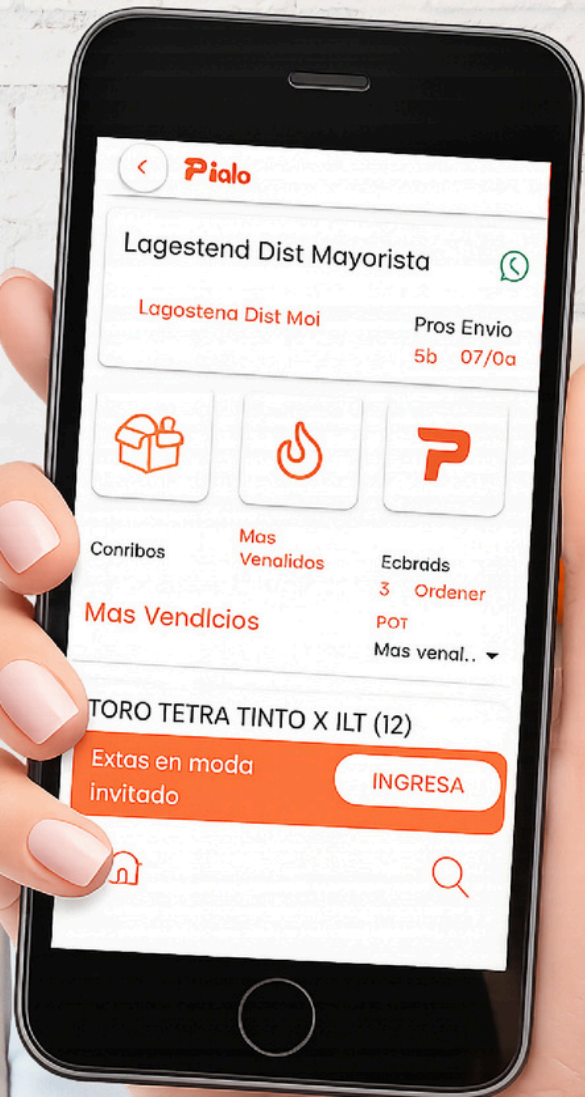 Pialo
Lagestend Dist Mayorista
Lagostena Dist Moi
Pros Envio
5b 07/0a
Conribos
Mas
Venalidos
Ecbrads
3 Ordener
Mas Vendlcios
POT
Mas venal..
TORO TETRA TINTO X ILT (12)
Extas en moda
invitado
INGRESA